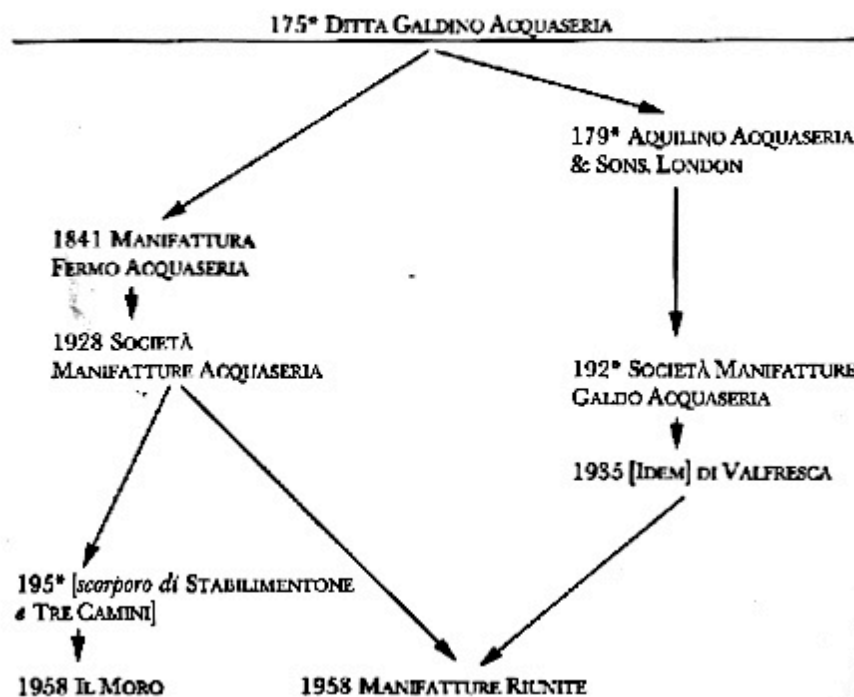 175* DITTA GALDINO ACQUASERIA
179* AQUILINO ACQUASERIA
& SONS, LONDON
1841 MANIFATTURA
FERMO ACQUASERIA
1928 SOCIETÀ
MANIFATTURE ACQUASERIA
192* SOCIETÀ MANIFATTURE
GALDO ACQUASERIA
1935 [IDEM] DI VALFRESCA
195* [scorporo di STABILIMENTONE
e TRE CAMINI]
1958 IL MORO
1958 MANIFATTURE RIUNITE